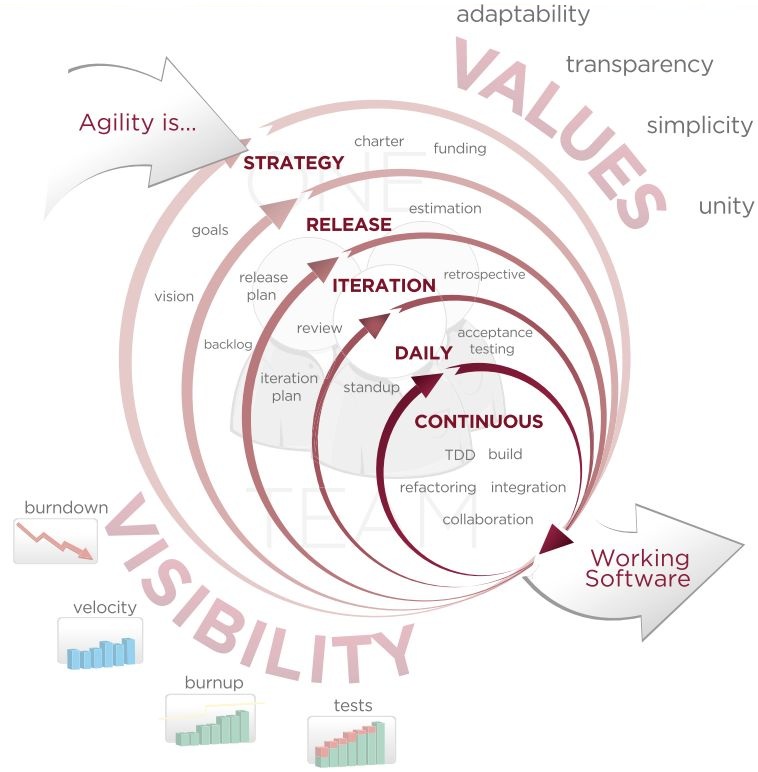 adaptability
VALUES
transparency
simplicity
unity
Agility is...
STRATEGY
charter
funding
ONE
goals
vision
RELEASE
estimation
release
plan
backlog
ITERATION
retrospective
review
iteration
plan
DAILY
acceptance
testing
standup
CONTINUOUS
TDD build
refactoring integration
collaboration
TEAM
Working
Software
VISIBILITY
burndown
velocity
burnup
tests